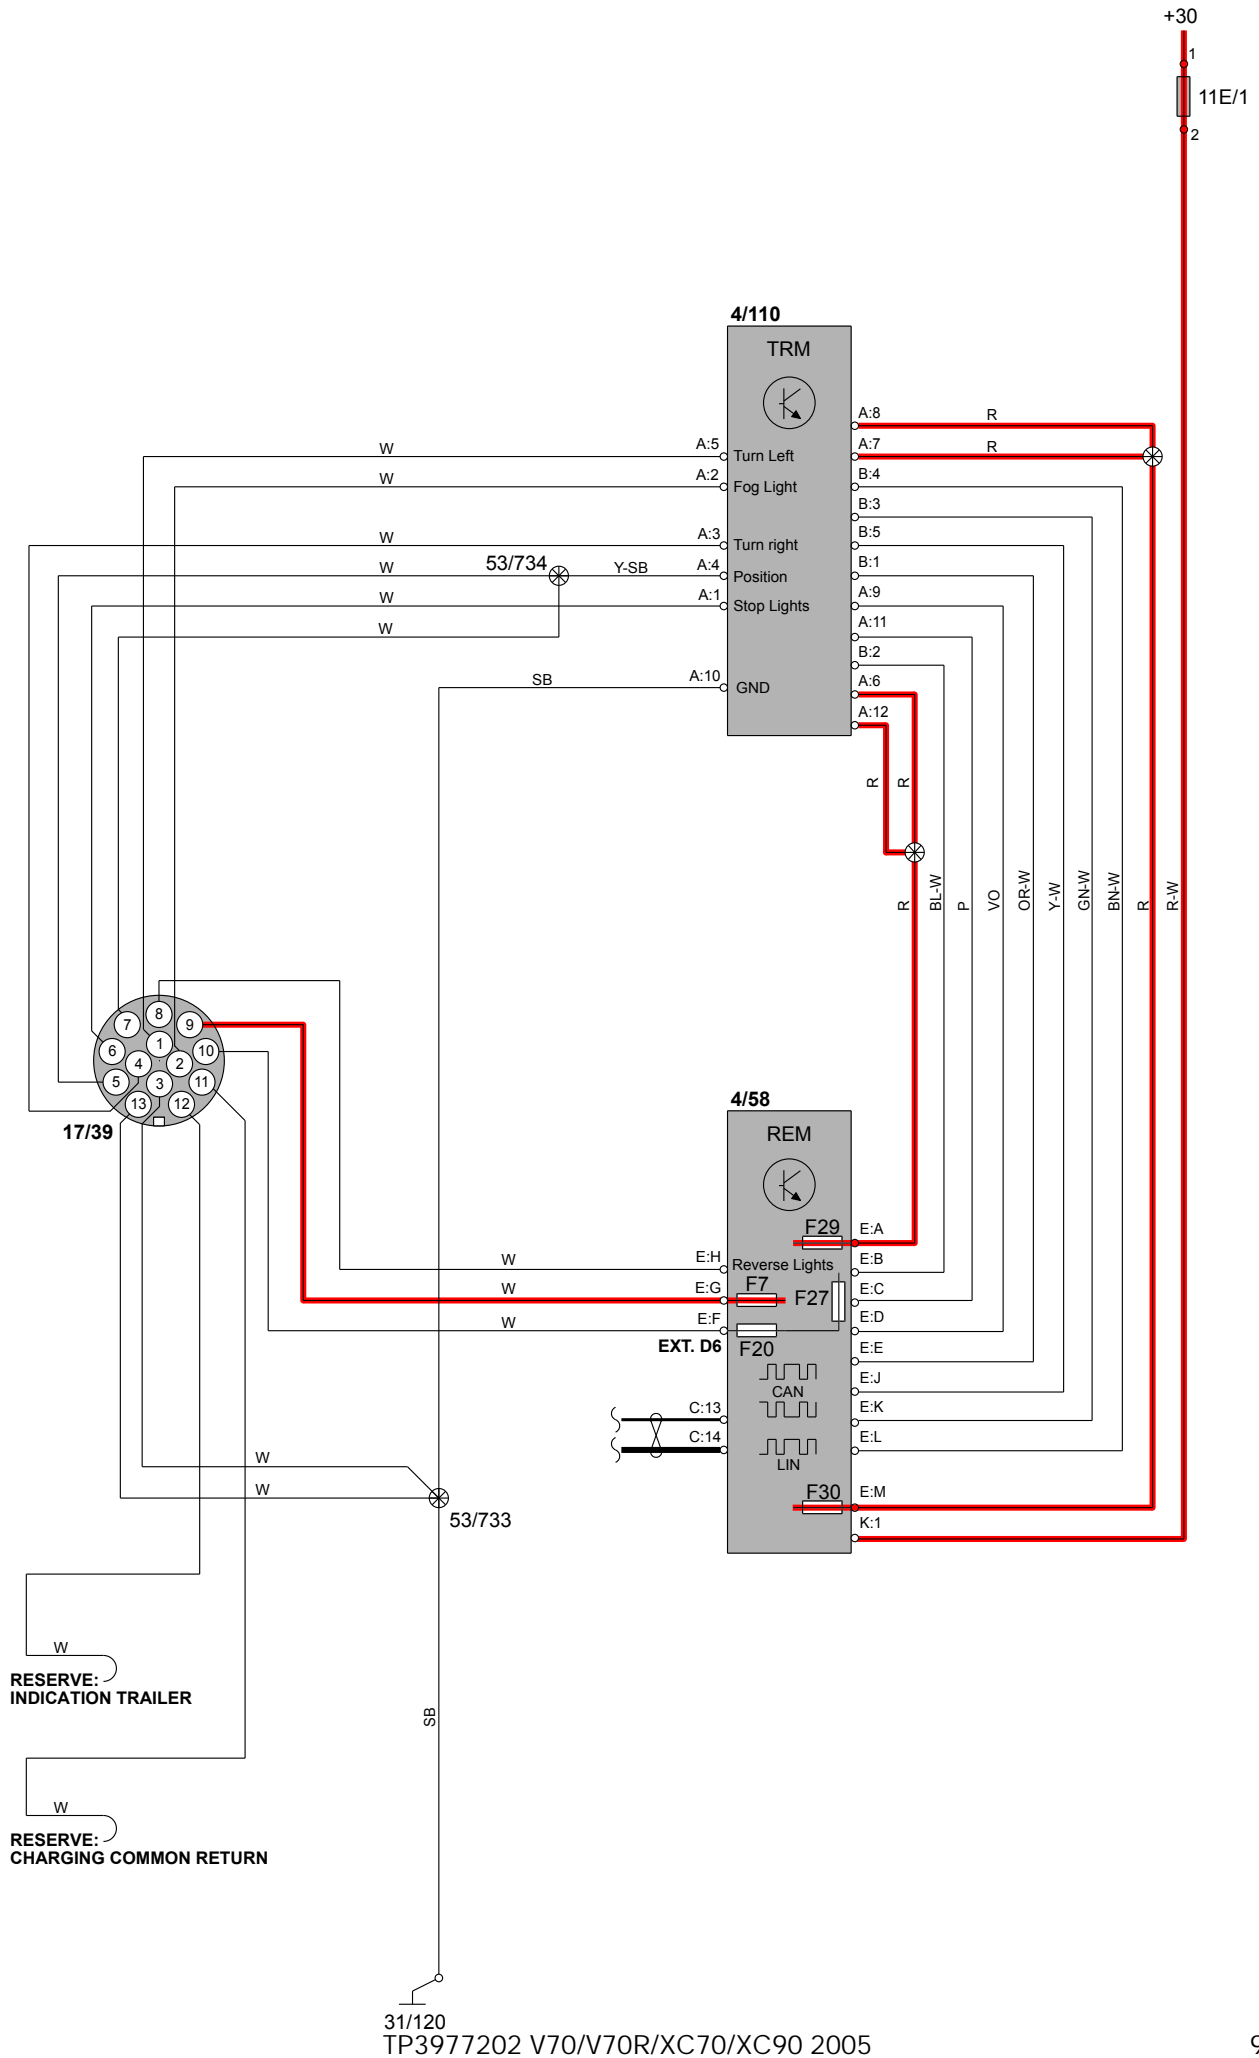 +30
1
11E/1
2
4/110
TRM
A:8
R
A:5
W
Turn Left
A:7
R
A:2
W
Fog Light
B:4
B:3
A:3
W
Turn right
B:5
53/734
W
Y-SB
A:4
Position
B:1
W
A:1
Stop Lights
A:9
W
A:11
B:2
SB
A:10
GND
A:6
A:12
R
R
R
BL-W
P
VO
OR-W
Y-W
GN-W
BN-W
R
R-W
8
7
9
1
6
10
4
2
5
3
11
13
12
17/39
4/58
REM
F29
E:A
W
E:H
Reverse Lights
E:B
W
E:G
F7
F27
E:C
W
E:F
E:D
EXT. D6
F20
E:E
CAN
E:J
C:13
E:K
C:14
E:L
LIN
W
W
53/733
F30
E:M
K:1
W
RESERVE:
INDICATION TRAILER
SB
W
RESERVE:
CHARGING COMMON RETURN
31/120
TP3977202 V70/V70R/XC70/XC90 2005
9